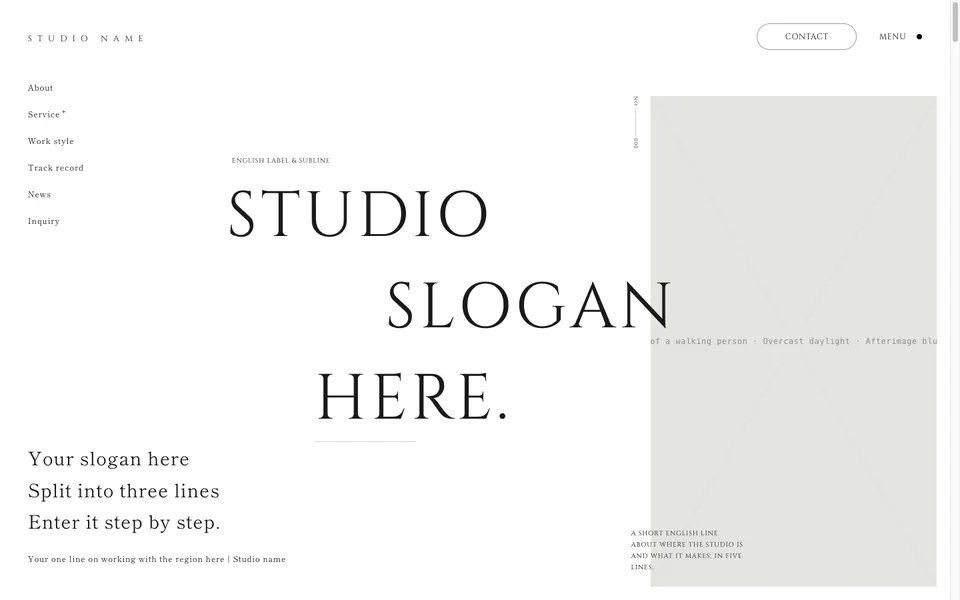 STUDIO NAME
CONTACT
MENU
About
Service +
Work style
Track record
News
Inquiry
NO
000
ENGLISH LABEL & SUBLINE
STUDIO
SLOGAN
HERE.
of a walking person · Overcast daylight · Afterimage blu
Your slogan here
Split into three lines
Enter it step by step.
Your one line on working with the region here | Studio name
A SHORT ENGLISH LINE
ABOUT WHERE THE STUDIO IS
AND WHAT IT MAKES, IN FIVE
LINES.